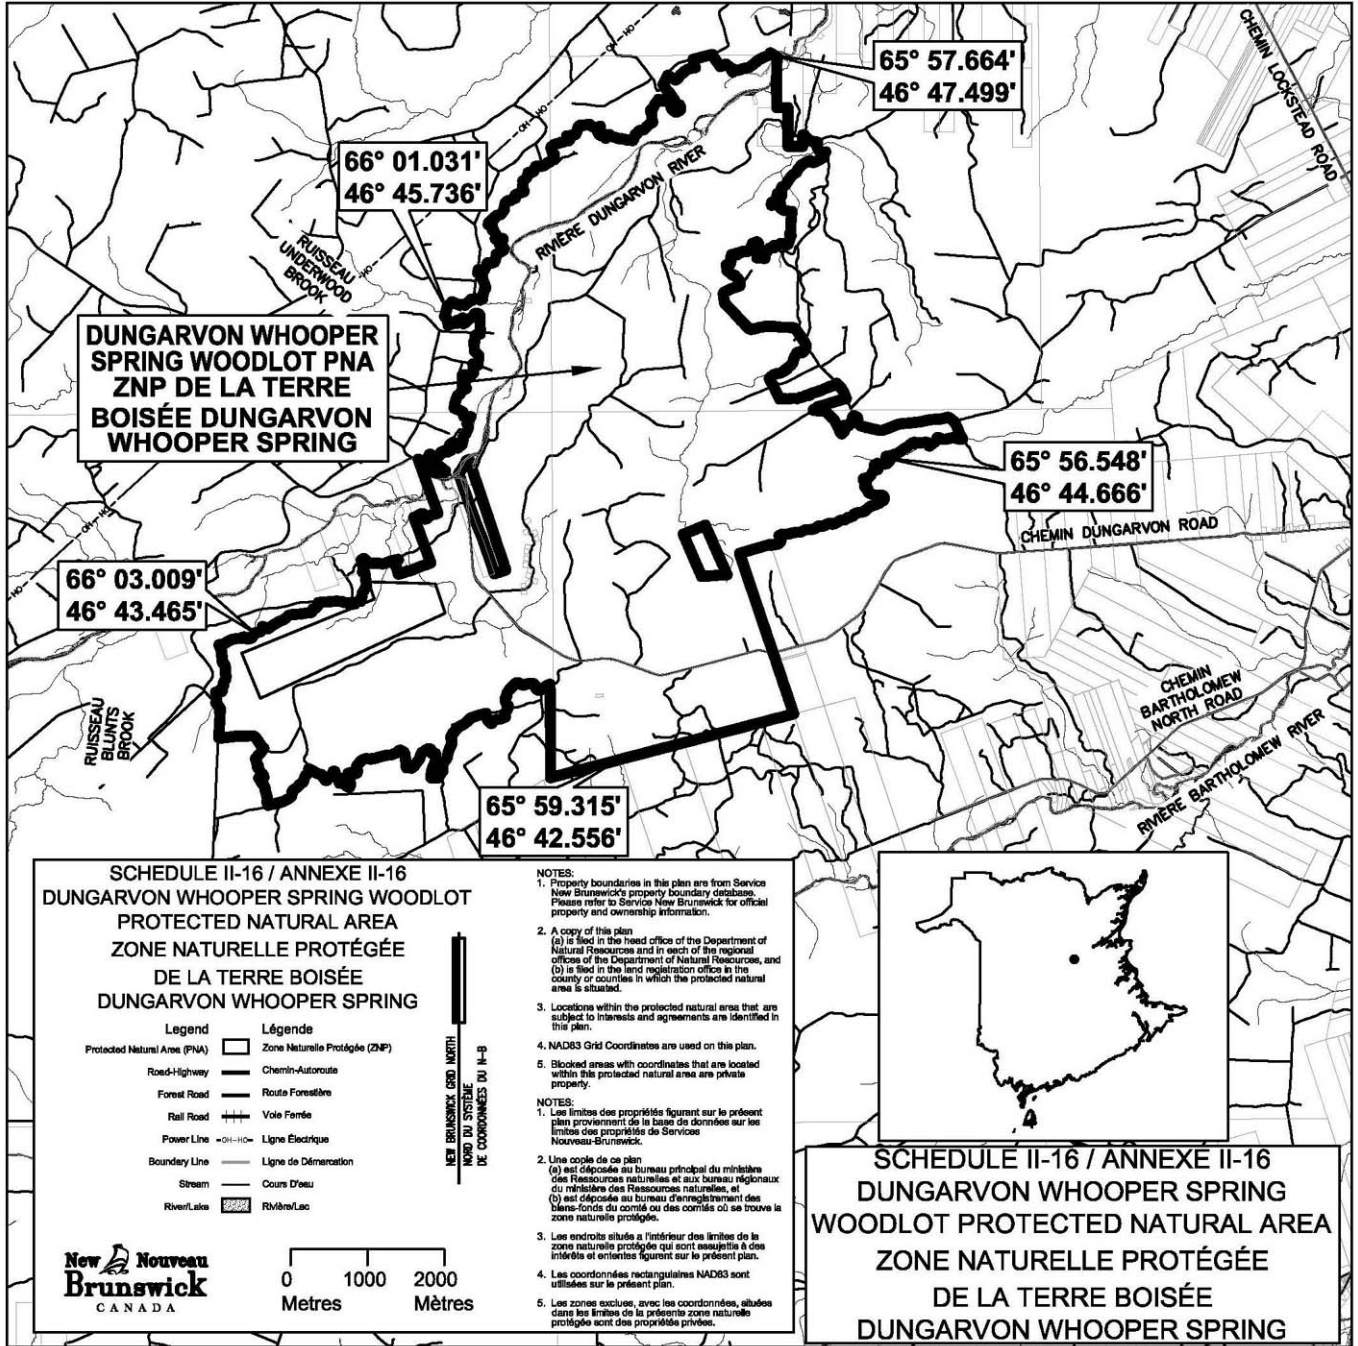 CHEMIN LOCKSTEAD ROAD
65° 57.664'
46° 47.499'
66° 01.031'
46° 45.736'
RIVIÈRE DUNGARVON RIVER
RUISSEAU
UNDERWOOD
BROOK
DUNGARVON WHOOPER
SPRING WOODLOT PNA
ZNP DE LA TERRE
BOISÉE DUNGARVON
WHOOPER SPRING
65° 56.548'
46° 44.666'
CHEMIN DUNGARVON ROAD
66° 03.009'
46° 43.465'
CHEMIN
BARTHOLOMEW
NORTH ROAD
RIVIÈRE BARTHOLOMEW RIVER
RUISSEAU
BLUNTS
BROOK
65° 59.315'
46° 42.556'
SCHEDULE II-16 / ANNEXE II-16
DUNGARVON WHOOPER SPRING WOODLOT
PROTECTED NATURAL AREA
ZONE NATURELLE PROTÉGÉE
DE LA TERRE BOISÉE
DUNGARVON WHOOPER SPRING
Legend Légende
Protected Natural Area (PNA) Zone Naturelle Protégée (ZNP)
Road-Highway Chemin-Autoroute
Forest Road Route Forestière
Rail Road Voie Ferrée
Power Line -OH-HO- Ligne Électrique
Boundary Line Ligne de Démarcation
Stream Cours D'eau
River/Lake Rivière/Lac
NEW BRUNSWICK GRID NORTH
NORD DU SYSTÈME
DE COORDONNÉES DU N-B
New Nouveau
Brunswick
CANADA
0 1000 2000
Metres Mètres
NOTES:
1. Property boundaries in this plan are from Service
New Brunswick's property boundary database.
Please refer to Service New Brunswick for official
property and ownership information.
2. A copy of this plan
(a) is filed in the head office of the Department of
Natural Resources and in each of the regional
offices of the Department of Natural Resources, and
(b) is filed in the land registration office in the
county or counties in which the protected natural
area is situated.
3. Locations within the protected natural area that are
subject to interests and agreements are identified in
this plan.
4. NAD83 Grid Coordinates are used on this plan.
5. Blocked areas with coordinates that are located
within this protected natural area are private
property.
NOTES:
1. Les limites des propriétés figurant sur le présent
plan proviennent de la base de données sur les
limites des propriétés de Services
Nouveau-Brunswick.
2. Une copie de ce plan
(a) est déposée au bureau principal du ministère
des Ressources naturelles et aux bureau régionaux
du ministère des Ressources naturelles, et
(b) est déposée au bureau d'enregistrement des
biens-fonds du comté ou des comtés où se trouve la
zone naturelle protégée.
3. Les endroits situés a l'intérieur des limites de la
zone naturelle protégée qui sont assujettis à des
intérêts et ententes figurent sur le présent plan.
4. Les coordonnées rectangulaires NAD83 sont
utilisées sur le présent plan.
5. Les zones exclues, avec les coordonnées, situées
dans les limites de la présente zone naturelle
protégée sont des propriétés privées.
SCHEDULE II-16 / ANNEXE II-16
DUNGARVON WHOOPER SPRING
WOODLOT PROTECTED NATURAL AREA
ZONE NATURELLE PROTÉGÉE
DE LA TERRE BOISÉE
DUNGARVON WHOOPER SPRING